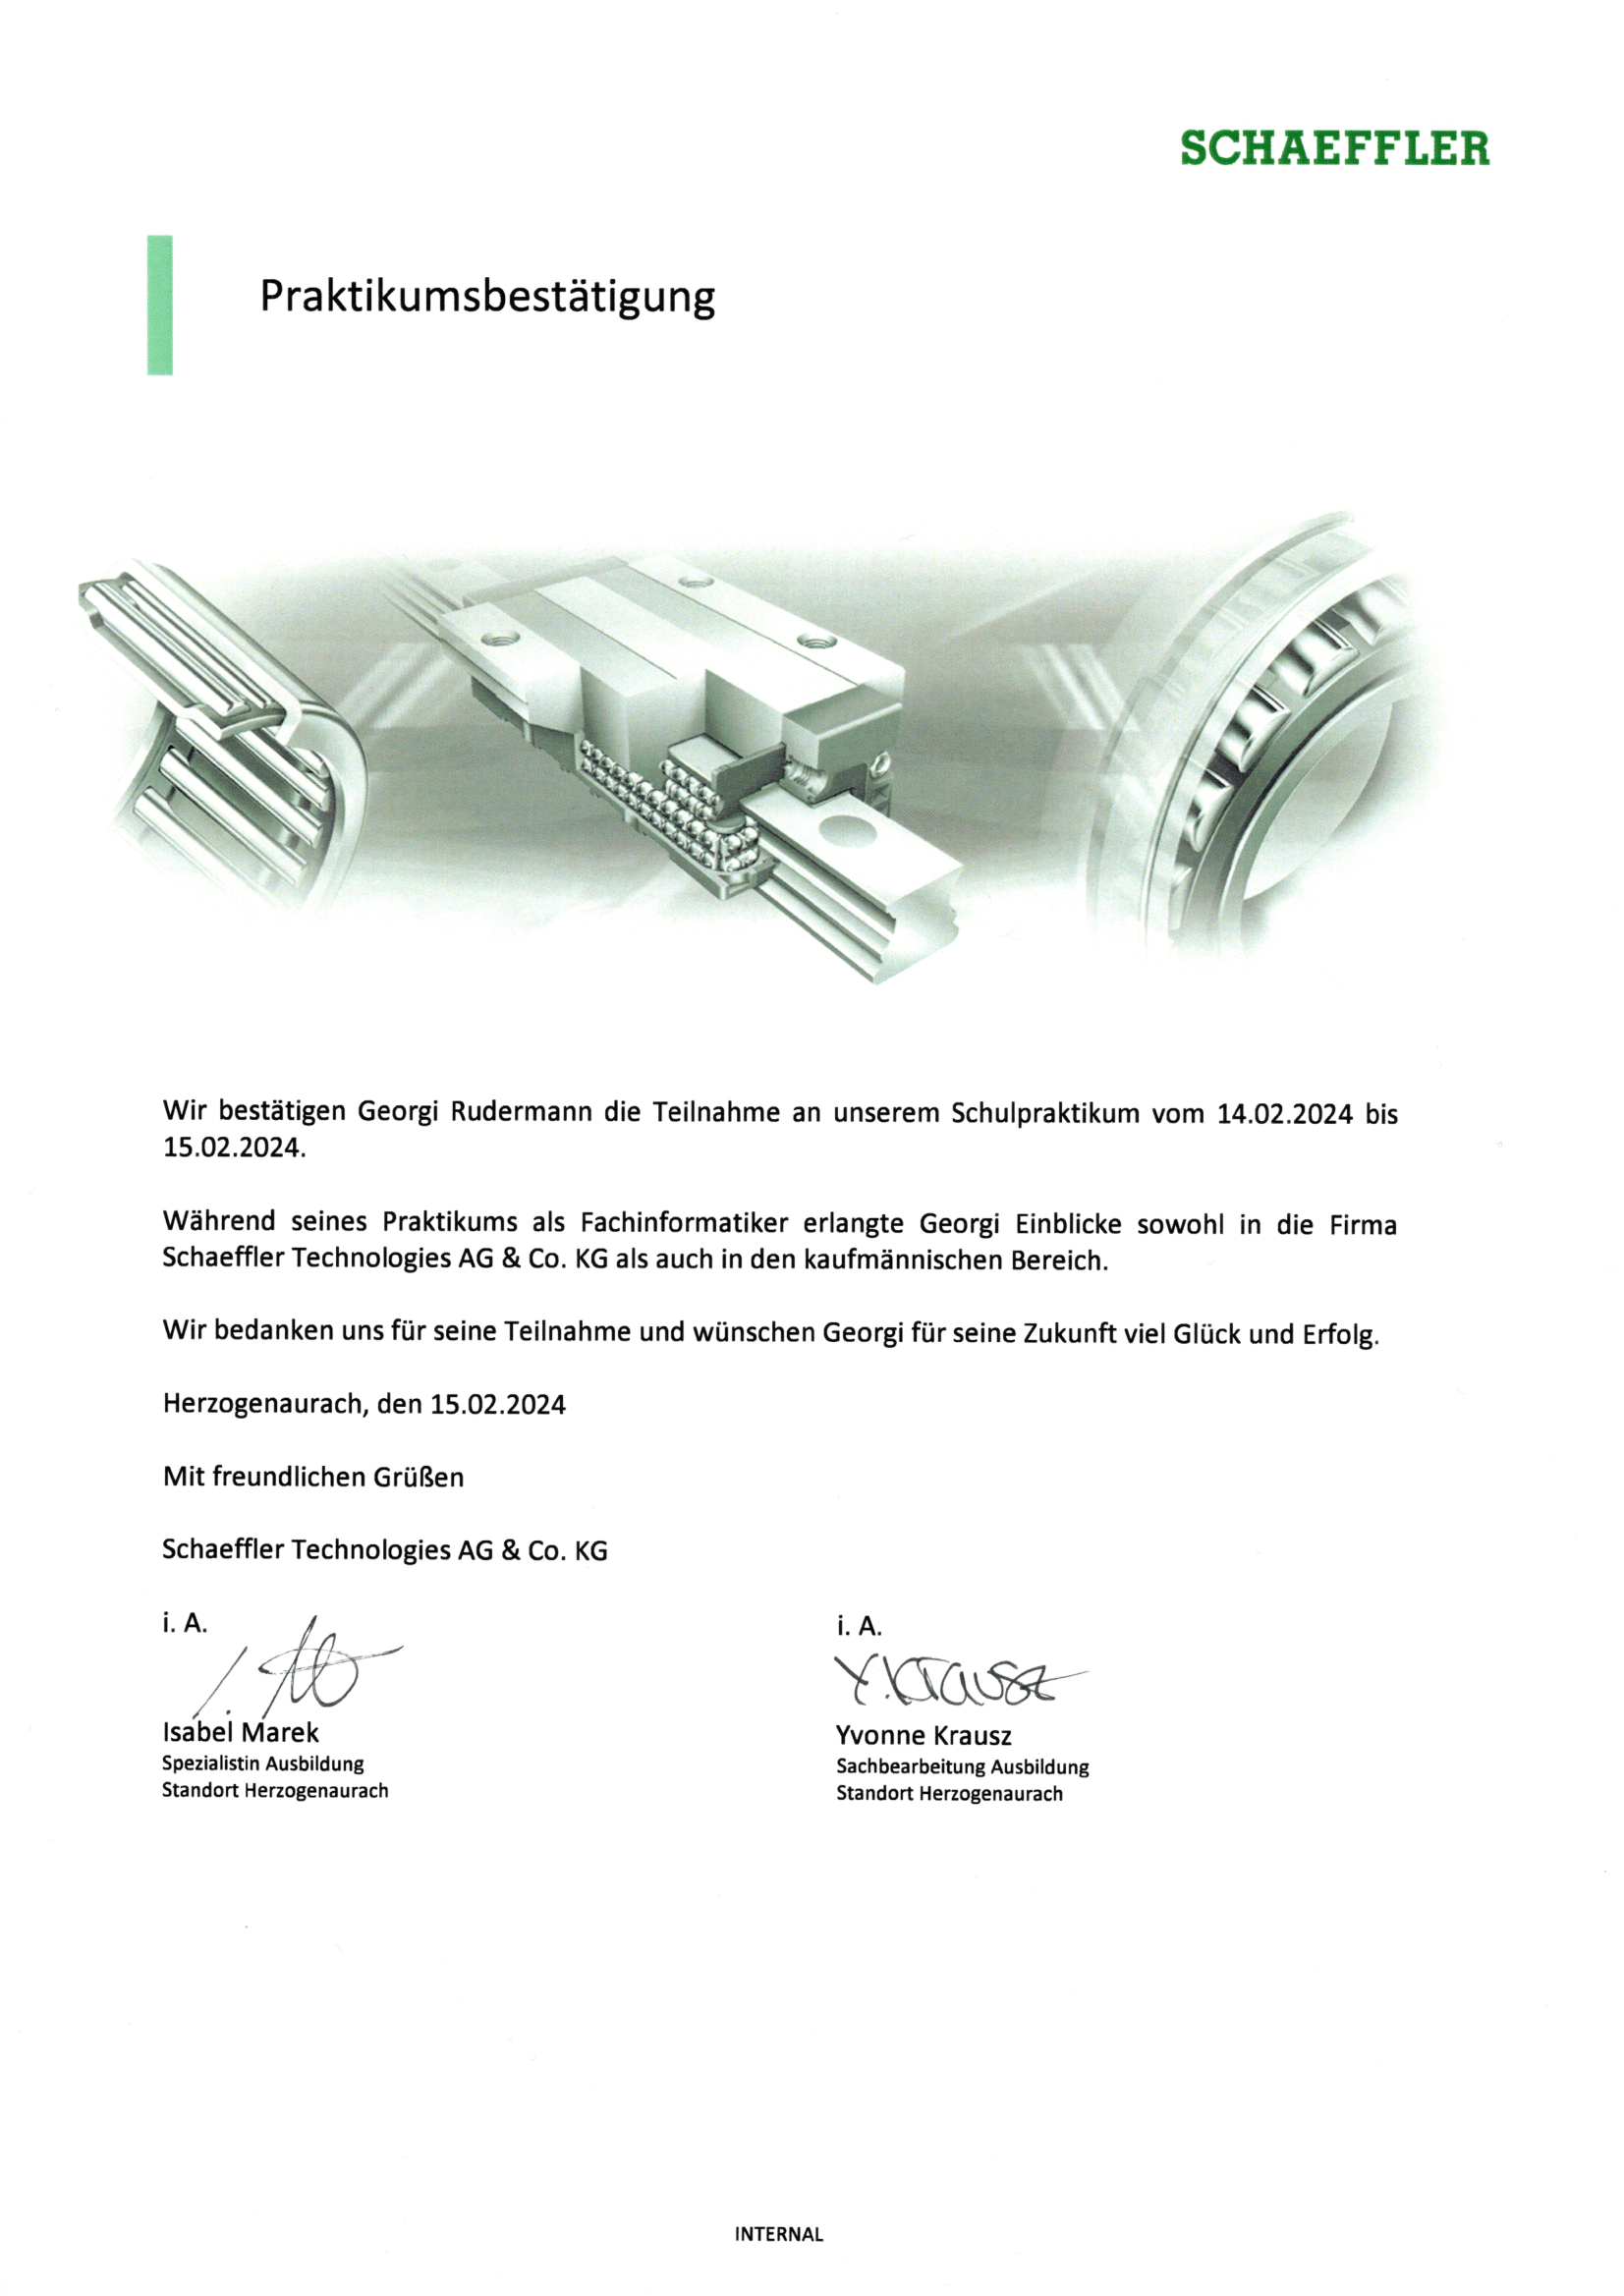 SCHAEFFLER
Praktikumsbestätigung
Wir bestätigen Georgi Rudermann die Teilnahme an unserem Schulpraktikum vom 14.02.2024 bis
15.02.2024.
Während seines Praktikums als Fachinformatiker erlangte Georgi Einblicke sowohl in die Firma
Schaeffler Technologies AG & Co. KG als auch in den kaufmännischen Bereich.
Wir bedanken uns für seine Teilnahme und wünschen Georgi für seine Zukunft viel Glück und Erfolg.
Herzogenaurach, den 15.02.2024
Mit freundlichen Grüßen
Schaeffler Technologies AG & Co. KG
i. A.
Isabel Marek
Spezialistin Ausbildung
Standort Herzogenaurach
i. A.
Y.Krausz
Yvonne Krausz
Sachbearbeitung Ausbildung
Standort Herzogenaurach
INTERNAL